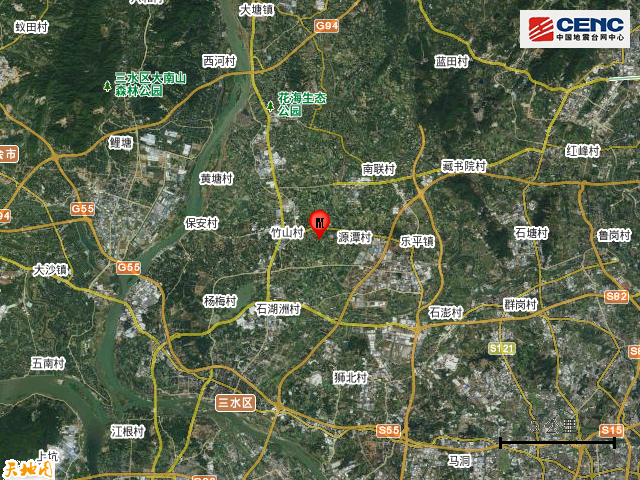 蚁田村
大塘镇
G94
CENC
中国地震台网中心
西河村
蓝田村
三水区大南山
森林公园
花海生态
公园
鲤塘
红峰村
南联村
藏书院村
会市
黄塘村
G55
G94
保安村
竹山村
M
源潭村
乐平镇
石塘村
鲁岗村
大沙镇
G55
杨梅村
石湖洲村
石澎村
群岗村
S82
S121
五南村
狮北村
三水区
江根村
S55
S15
上坑
马洞
天地图